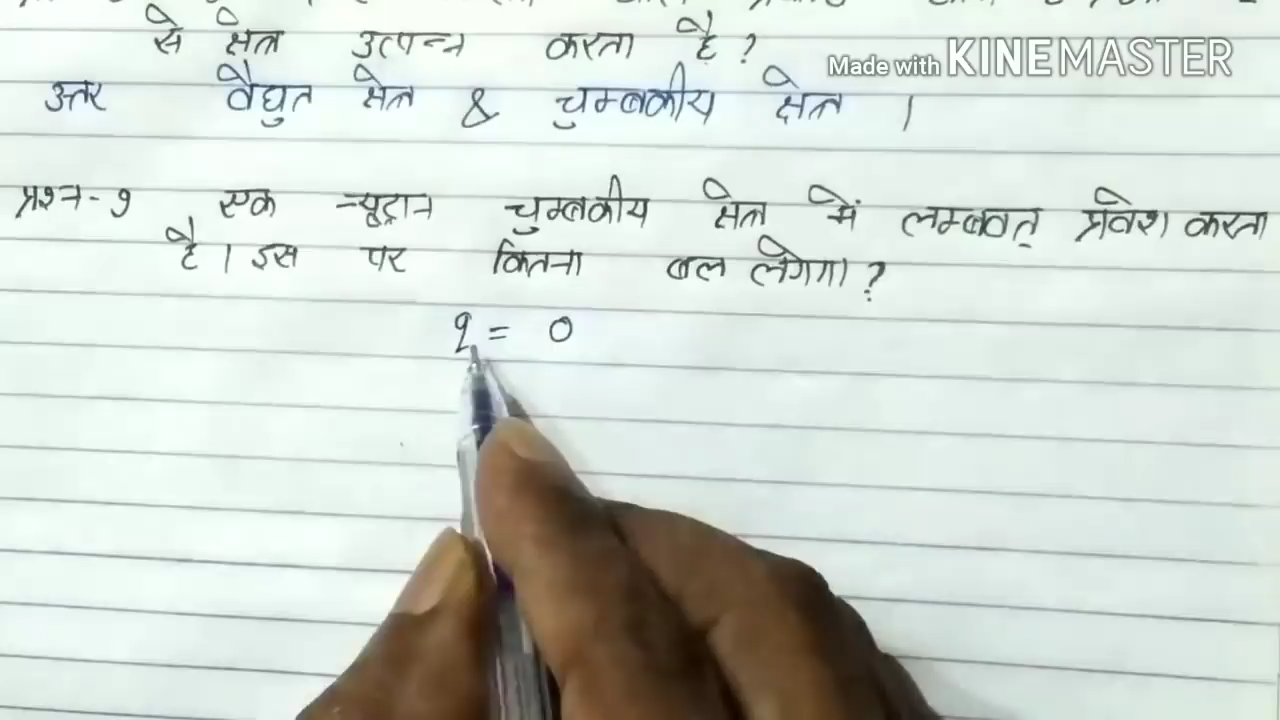 से क्षेत्र उत्पन्न करता है ?
Made with KINEMASTER
उत्तर वैद्युत क्षेत्र & चुम्बकीय क्षेत्र ।
प्रश्न-9 एक न्यूट्रान चुम्बकीय क्षेत्र में लम्बवत् प्रवेश करता
है । इस पर कितना बल लगेगा ?
q = 0